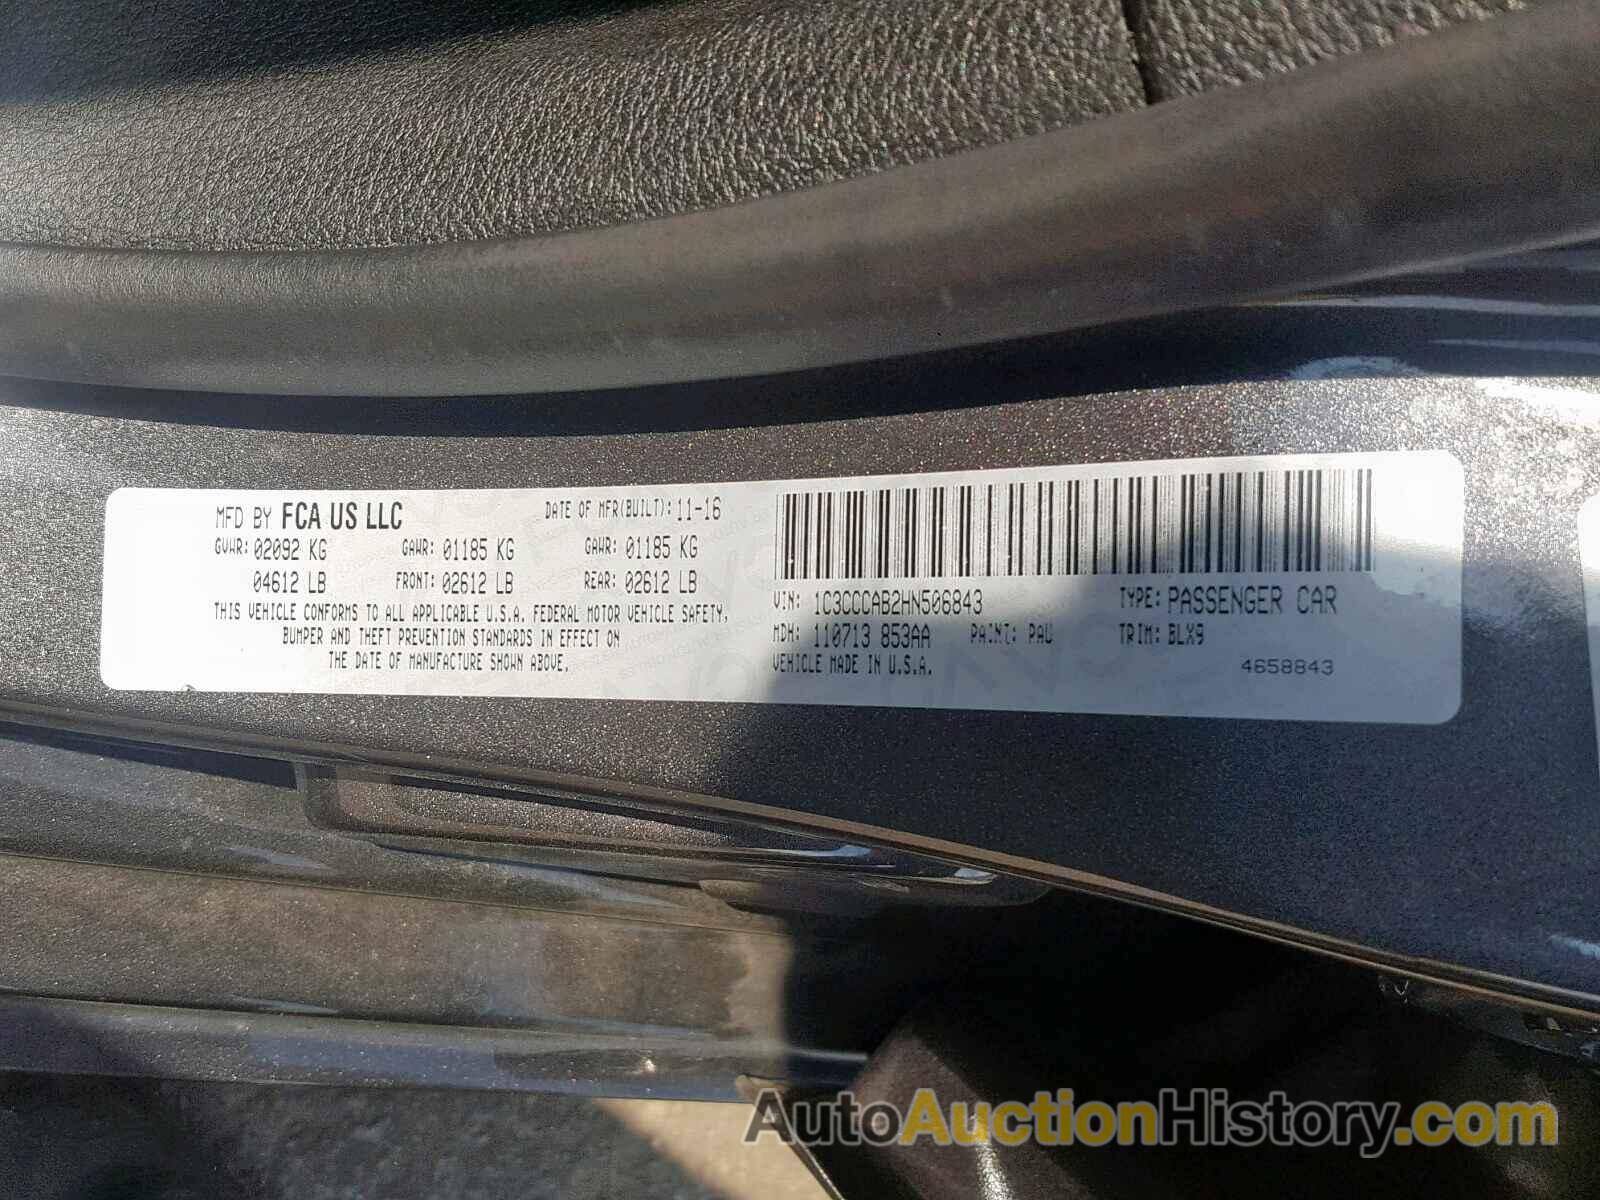 MFD BY FCA US LLC DATE OF MFR(BUILT): 11-16
GVWR: 02092 KG GAWR: 01185 KG GAWR: 01185 KG
04612 LB FRONT: 02612 LB REAR: 02612 LB
THIS VEHICLE CONFORMS TO ALL APPLICABLE U.S.A. FEDERAL MOTOR VEHICLE SAFETY,
BUMPER AND THEFT PREVENTION STANDARDS IN EFFECT ON
THE DATE OF MANUFACTURE SHOWN ABOVE.
VIN: 1C3CCCAB2HN506843 TYPE: PASSENGER CAR
MDH: 110713 853AA PAINT: PAU TRIM: BLX9
VEHICLE MADE IN U.S.A. 4658843
AutoAuctionHistory.com